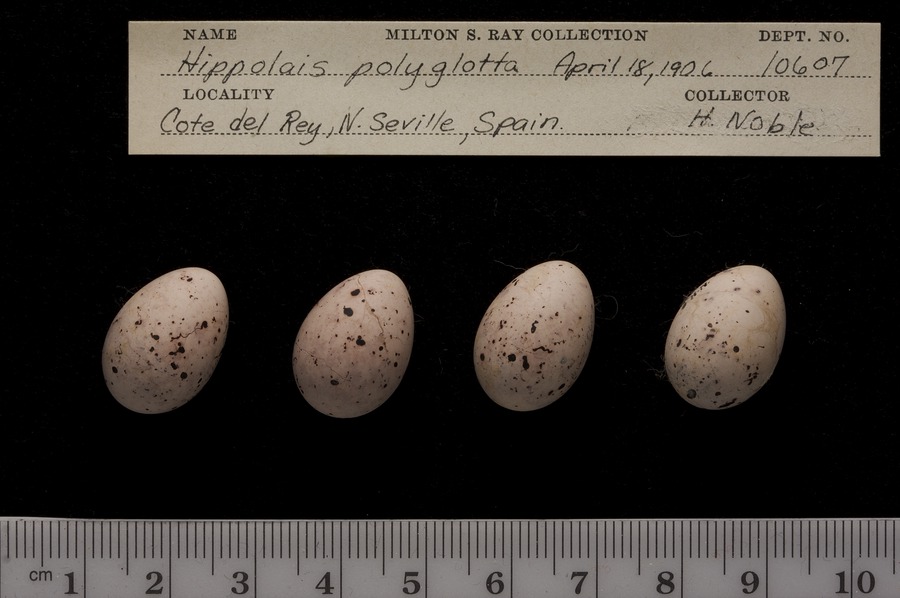 NAME MILTON S. RAY COLLECTION DEPT. NO.
Hippolais polyglotta April 18, 1906 10607
LOCALITY COLLECTOR
Cote del Rey, N. Seville, Spain. H. Noble
cm 1 2 3 4 5 6 7 8 9 10